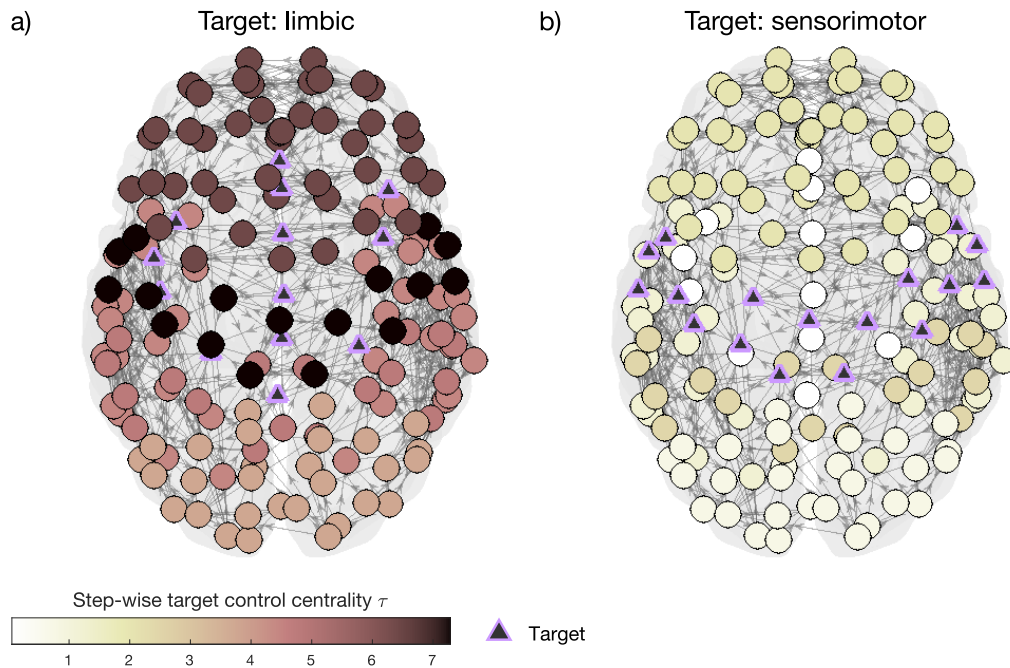 a) Target: limbic
b) Target: sensorimotor
Step-wise target control centrality τ
1 2 3 4 5 6 7
Target